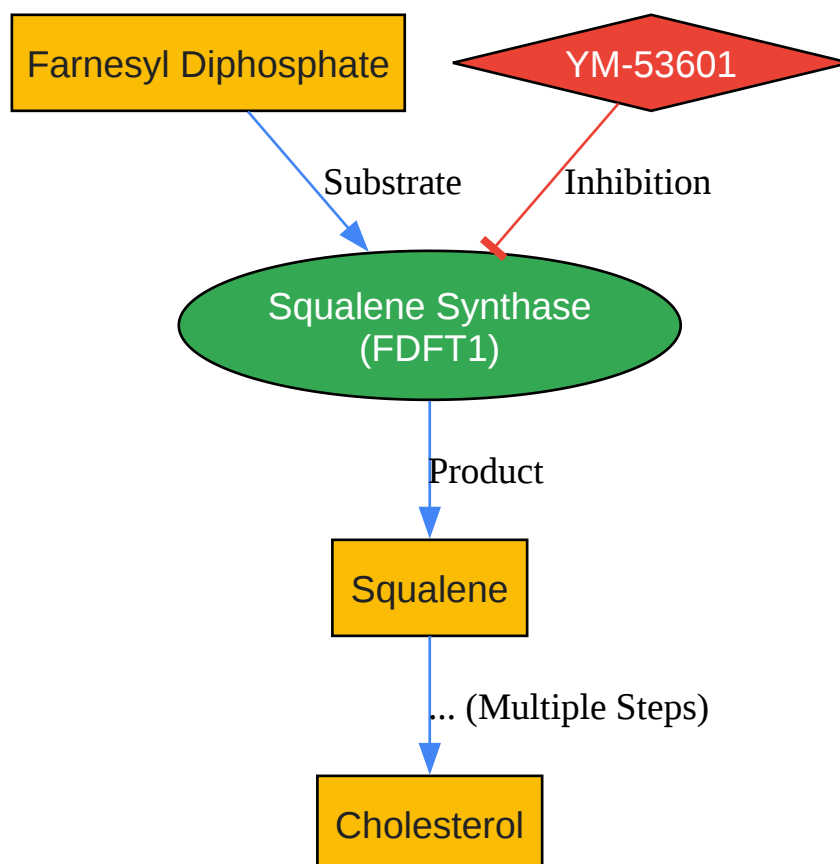 Farnesyl Diphosphate
YM-53601
Substrate
Inhibition
Squalene Synthase
(FDFT1)
Product
Squalene
... (Multiple Steps)
Cholesterol